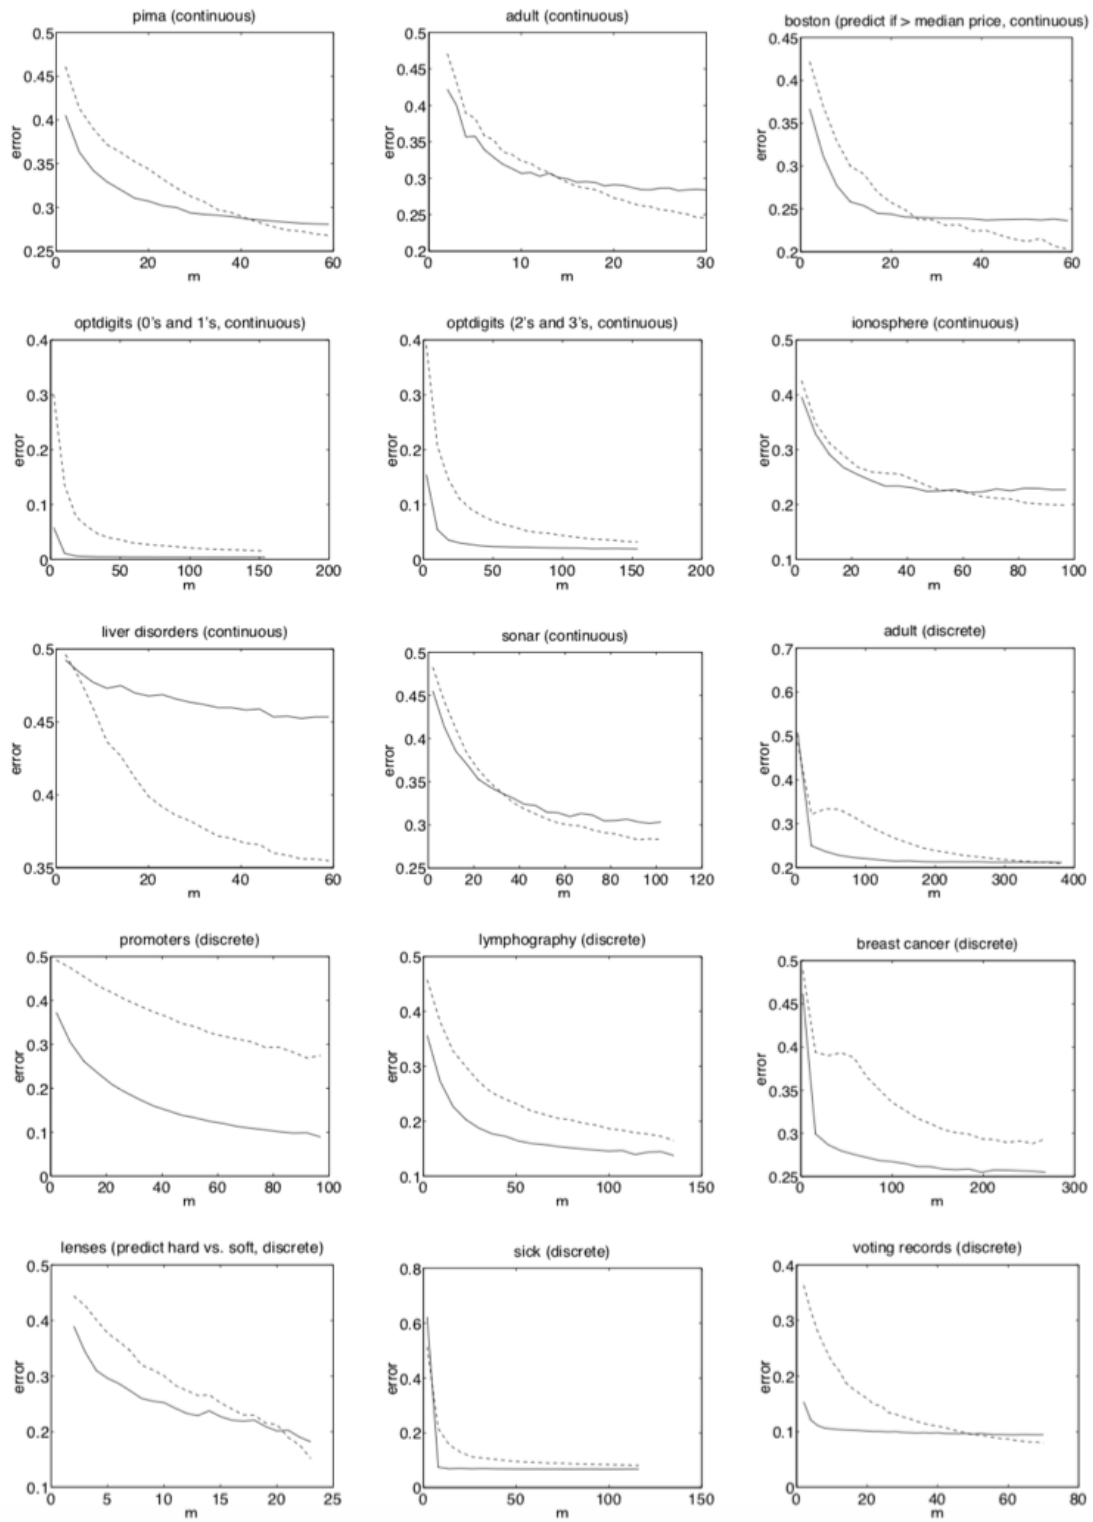 pima (continuous)
0.5
0.45
0.4
0.35
0.3
0.25
error
0 20 40 60
m
adult (continuous)
0.5
0.45
0.4
0.35
0.3
0.25
0.2
error
0 10 20 30
m
boston (predict if > median price, continuous)
0.45
0.4
0.35
0.3
0.25
0.2
error
0 20 40 60
m
optdigits (0's and 1's, continuous)
0.4
0.3
0.2
0.1
0
error
0 50 100 150 200
m
optdigits (2's and 3's, continuous)
0.4
0.3
0.2
0.1
0
error
0 50 100 150 200
m
ionosphere (continuous)
0.5
0.4
0.3
0.2
0.1
error
0 20 40 60 80 100
m
liver disorders (continuous)
0.5
0.45
0.4
0.35
error
0 20 40 60
m
sonar (continuous)
0.5
0.45
0.4
0.35
0.3
0.25
error
0 20 40 60 80 100 120
m
adult (discrete)
0.7
0.6
0.5
0.4
0.3
0.2
error
0 100 200 300 400
m
promoters (discrete)
0.5
0.4
0.3
0.2
0.1
0
error
0 20 40 60 80 100
m
lymphography (discrete)
0.5
0.4
0.3
0.2
0.1
error
0 50 100 150
m
breast cancer (discrete)
0.5
0.45
0.4
0.35
0.3
0.25
error
0 100 200 300
m
lenses (predict hard vs. soft, discrete)
0.5
0.4
0.3
0.2
0.1
error
0 5 10 15 20 25
m
sick (discrete)
0.8
0.6
0.4
0.2
0
error
0 50 100 150
m
voting records (discrete)
0.4
0.3
0.2
0.1
0
error
0 20 40 60 80
m